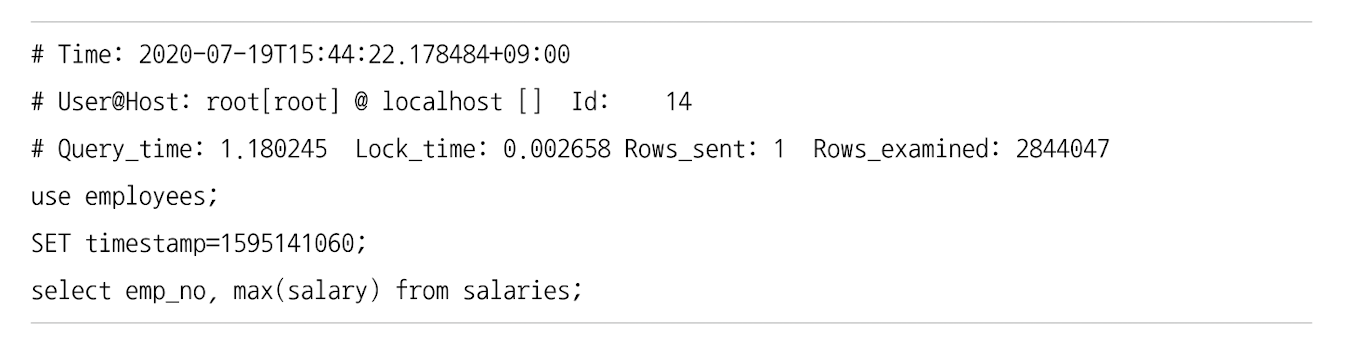 # Time: 2020-07-19T15:44:22.178484+09:00
# User@Host: root[root] @ localhost []  Id:    14
# Query_time: 1.180245  Lock_time: 0.002658 Rows_sent: 1  Rows_examined: 2844047
use employees;
SET timestamp=1595141060;
select emp_no, max(salary) from salaries;